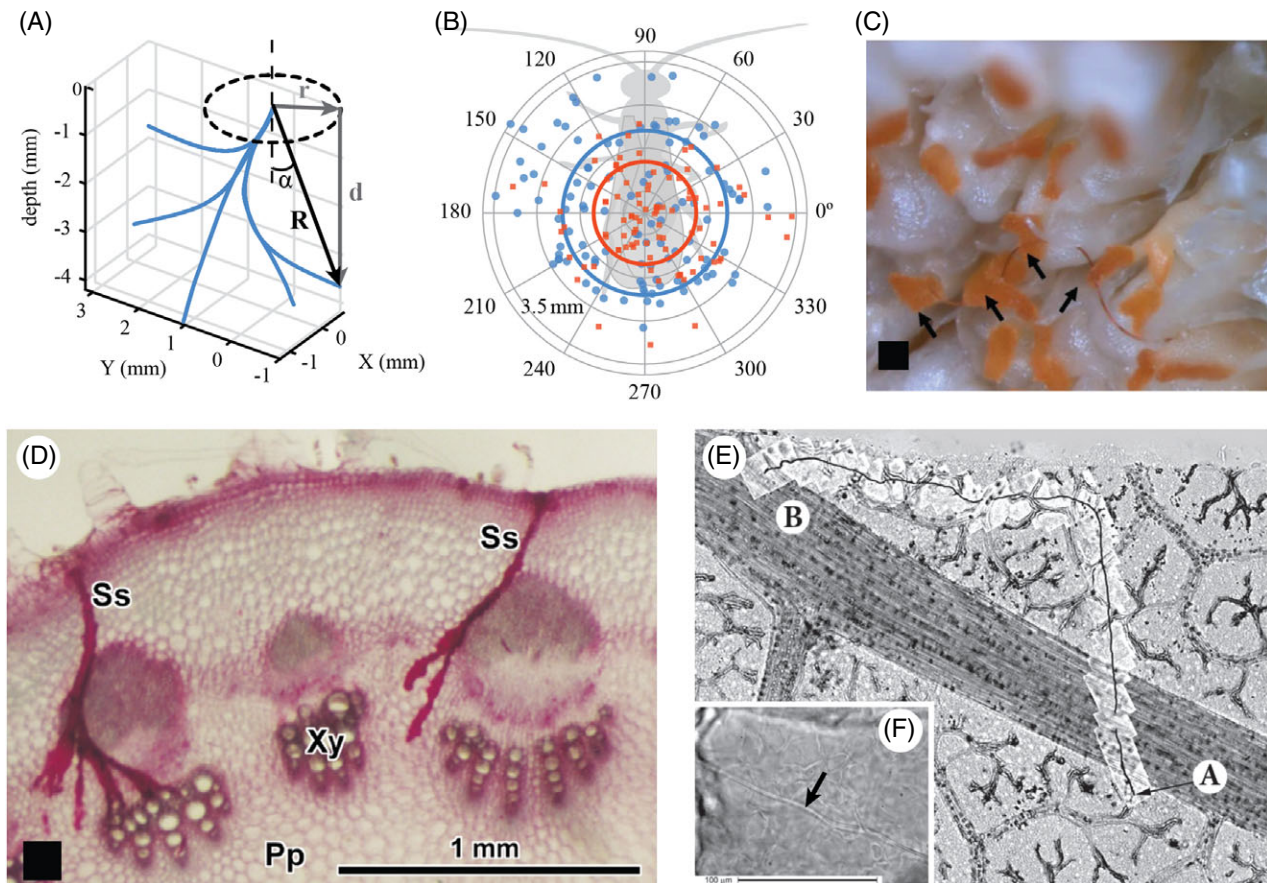 (A)
r
α
R
d
depth (mm)
0
-1
-2
-3
-4
3
2
1
0
-1
Y (mm)
-1
0
X (mm)
(B)
90
120
60
150
30
180
0º
210
330
3.5 mm
240
300
270
(C)
(D)
Ss
Ss
Xy
Pp
1 mm
(E)
B
A
(F)
100 µm